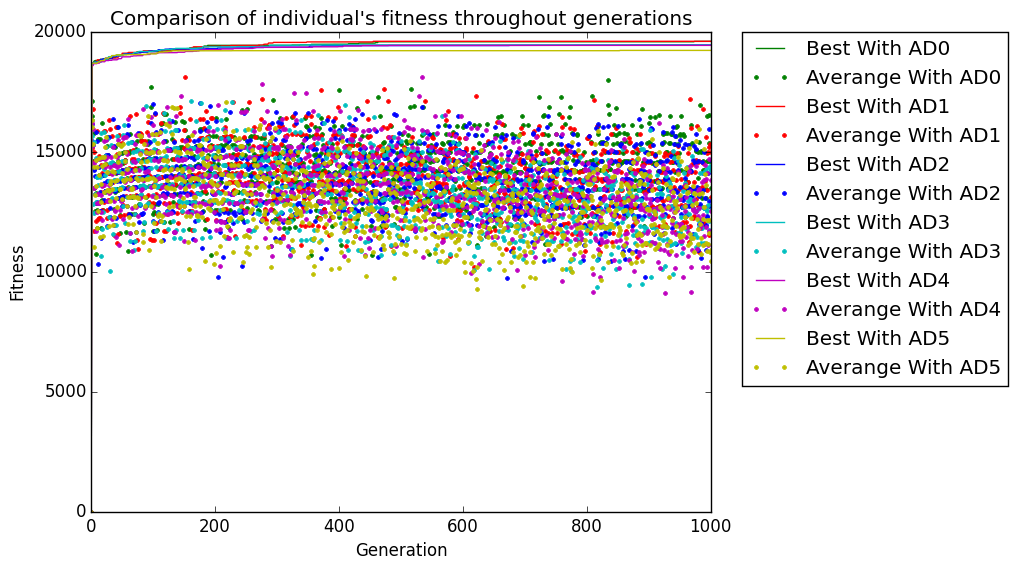 Comparison of individual's fitness throughout generations
20000
15000
10000
5000
0
Fitness
0 200 400 600 800 1000
Generation
Best With AD0
Averange With AD0
Best With AD1
Averange With AD1
Best With AD2
Averange With AD2
Best With AD3
Averange With AD3
Best With AD4
Averange With AD4
Best With AD5
Averange With AD5